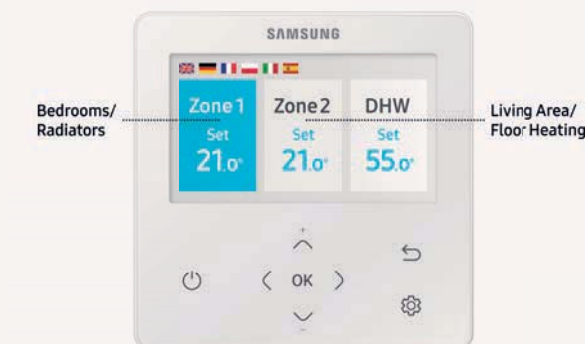 SAMSUNG
Zone 1
Set
21.0°
Zone 2
Set
21.0°
DHW
Set
55.0°
Bedrooms/
Radiators
Living Area/
Floor Heating
+
OK
-